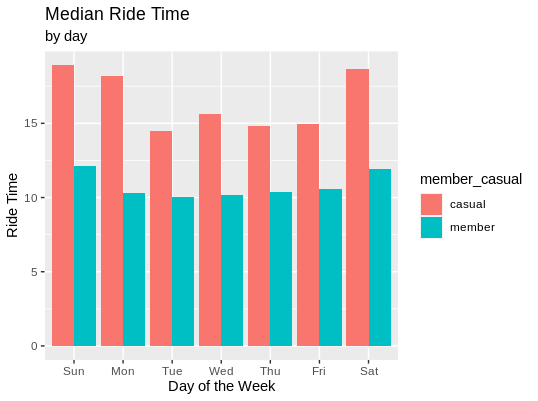 Median Ride Time
by day
Ride Time
15
10
5
0
Sun Mon Tue Wed Thu Fri Sat
Day of the Week
member_casual
casual
member